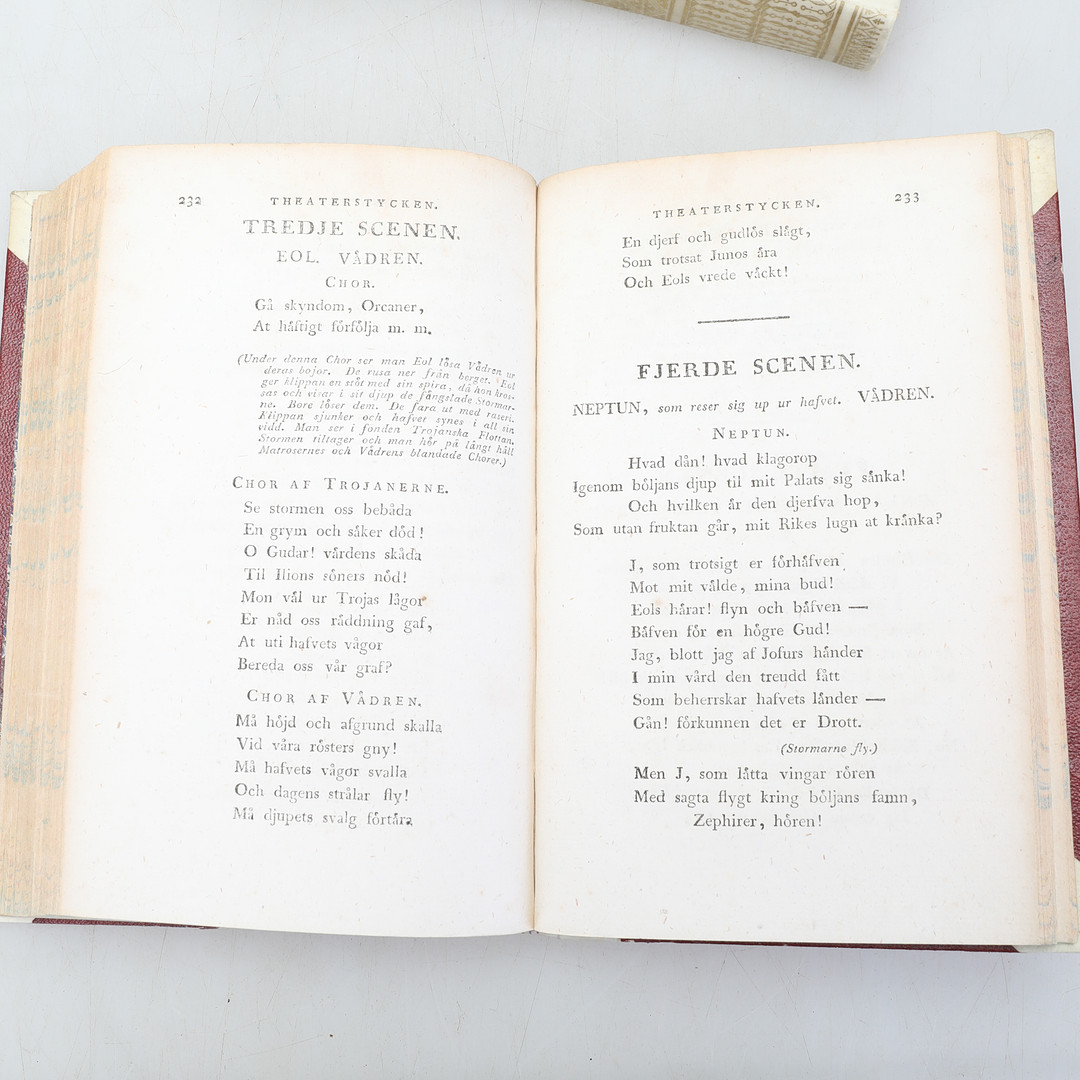 232 THEATERSTYCKEN.
TREDJE SCENEN.
EOL. VÄDREN.
CHOR.
Gå skyndom, Orcaner,
At häftigt förfölja m. m.
(Under denna Chor ser man Eol lösa Vädren ur
deras bojor. De rusa ner från berget. Eol
ger klippan en stöt med sin spira, då hon kros-
sas och visar i sit djup de fängslade Stormar-
ne. Bore löser dem. De fara ut med raseri.
Klippan sjunker och hafvet synes i all sin
vidd. Man ser i fonden Trojanska Flottan.
Stormen tiltager och man hör på långt håll
Matrosernes och Vädrens blandade Chorer.)
CHOR AF TROJANERNE.
Se stormen oss bebåda
En grym och säker död!
O Gudar! värdens skåda
Til Ilions söners nöd!
Mon väl ur Trojas lågor
Er nåd oss räddning gaf,
At uti hafvets vågor
Bereda oss vår graf?
CHOR AF VÄDREN.
Må höjd och afgrund skalla
Vid våra rösters gny!
Må hafvets vågor svalla
Och dagens strålar fly!
Må djupets svalg förtära
THEATERSTYCKEN. 233
En djerf och gudlös slägt,
Som trotsat Junos ära
Och Eols vrede väckt!
FJERDE SCENEN.
NEPTUN, som reser sig up ur hafvet. VÄDREN.
NEPTUN.
Hvad dån! hvad klagorop
Igenom böljans djup til mit Palats sig sänka!
Och hvilken är den djerfva hop,
Som utan fruktan går, mit Rikes lugn at kränka?
J, som trotsigt er förhäfven
Mot mit välde, mina bud!
Eols härar! flyn och bäfven —
Bäfven för en högre Gud!
Jag, blott jag af Jofurs händer
I min vård den treudd fått
Som beherrskar hafvets länder —
Gån! förkunnen det er Drott.
(Stormarne fly.)
Men J, som lätta vingar rören
Med sagta flygt kring böljans famn,
Zephirer, hören!